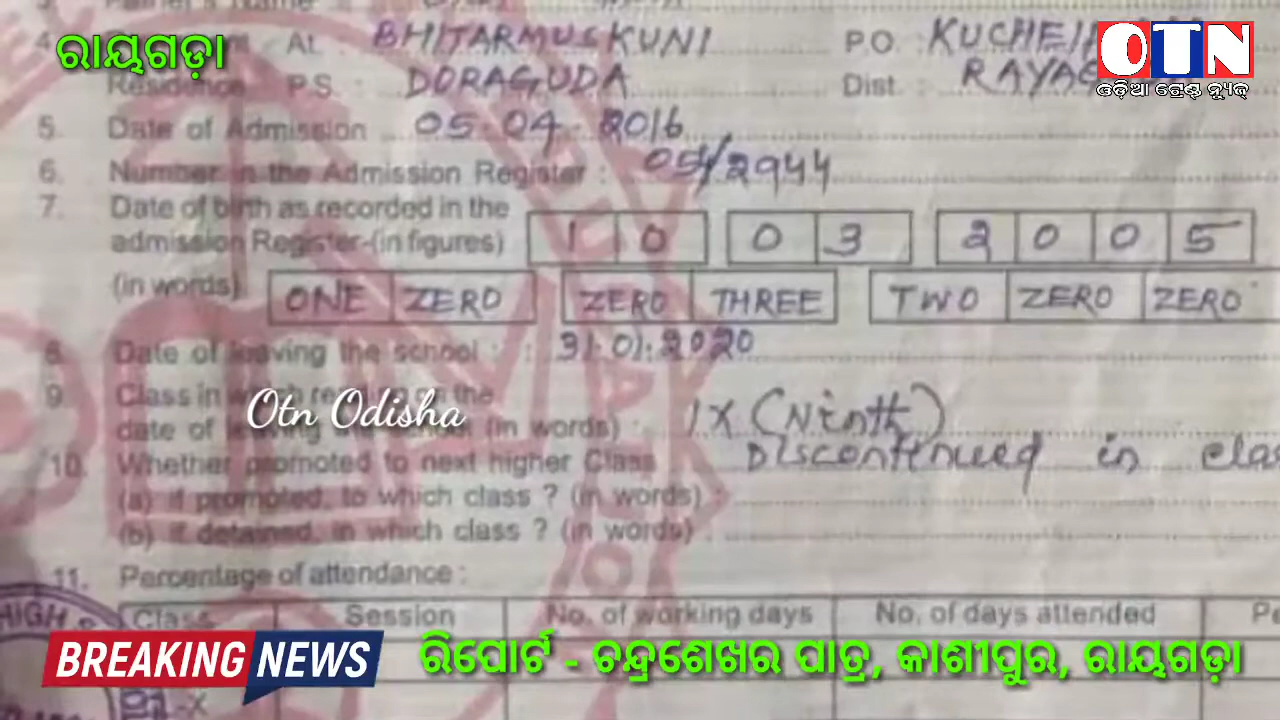 ରାୟଗଡ଼ା
OTN
ଓଡ଼ିଆ ଟ୍ରେଣ୍ଡ ନ୍ୟୁଜ୍
4. At. : BHITARMUSKUNI P.O
Residence P.S. : DORAGUDA Dist. :
5. Date of Admission 05.04.2016
6. Number in the Admission Register : 05/2944
7. Date of birth as recorded in the
admission Register-(in figures) 1 0 0 3 2 0 0 5
(in words) ONE ZERO ZERO THREE TWO ZERO ZERO
8. Date of leaving the school : 31.01.2020
9. Class in which reading on the
Otn Odisha
date of leaving the school (in words) : IX (Ninth)
10. Whether promoted to next higher Class Discontinued in
(a) if promoted, to which class ? (in words) :
(b) if detained, in which class ? (in words) :
11. Percentage of attendance :
HIGH
Class Session No. of working days No. of days attended
BREAKING NEWS
ରିପୋର୍ଟ - ଚନ୍ଦ୍ରଶେଖର ପାତ୍ର, କାଶୀପୁର, ରାୟଗଡ଼ା